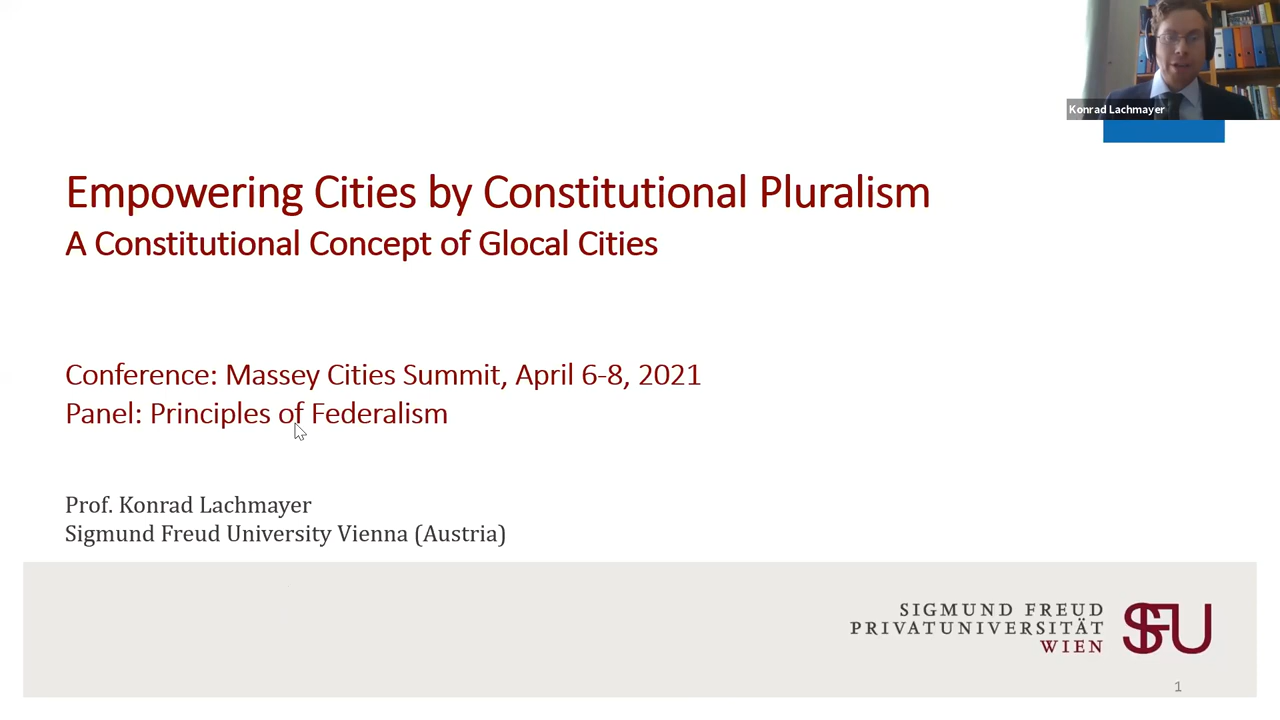 Konrad Lachmayer
Empowering Cities by Constitutional Pluralism
A Constitutional Concept of Glocal Cities
Conference: Massey Cities Summit, April 6-8, 2021
Panel: Principles of Federalism
Prof. Konrad Lachmayer
Sigmund Freud University Vienna (Austria)
SIGMUND FREUD
PRIVATUNIVERSITÄT
WIEN
SFU
1